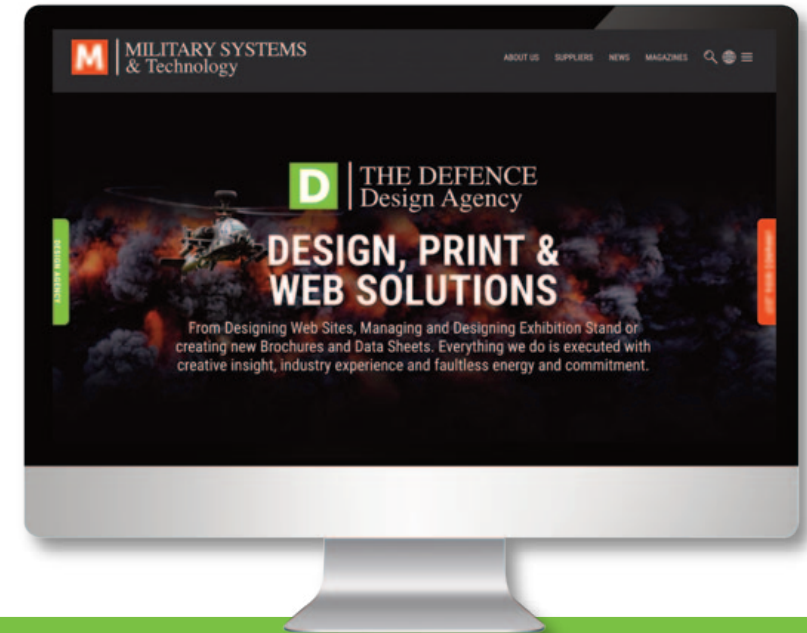 M
MILITARY SYSTEMS
& Technology
ABOUT US SUPPLIERS NEWS MAGAZINES
D
THE DEFENCE
Design Agency
DESIGN, PRINT &
WEB SOLUTIONS
From Designing Web Sites, Managing and Designing Exhibition Stand or
creating new Brochures and Data Sheets. Everything we do is executed with
creative insight, industry experience and faultless energy and commitment.
DESIGN AGENCY